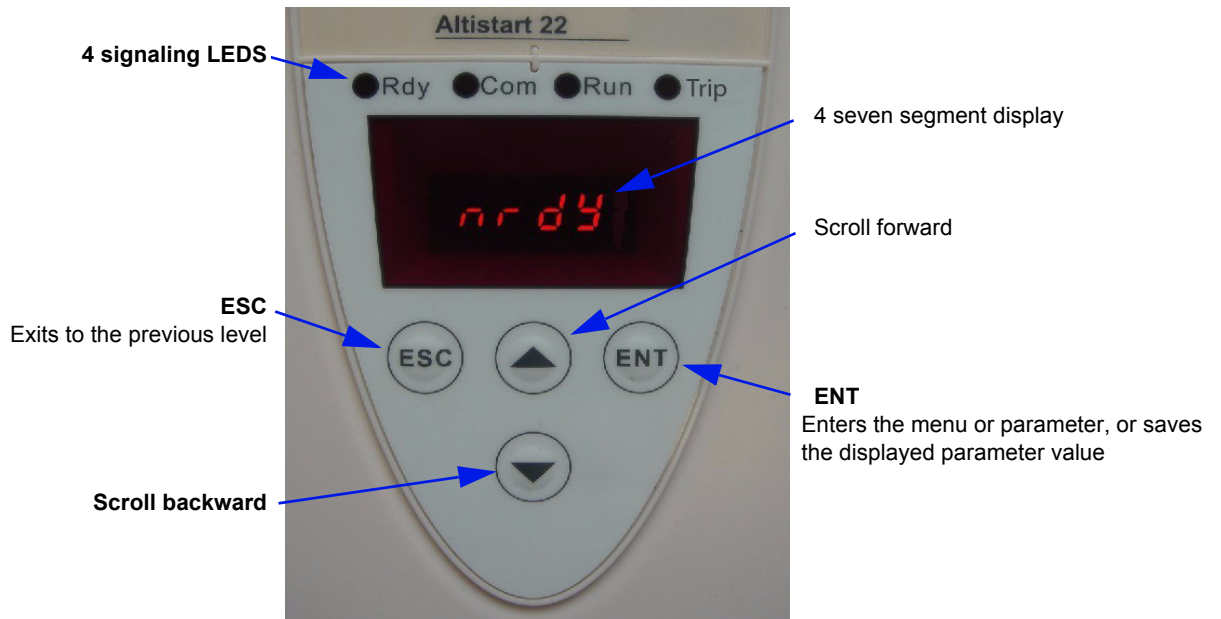 Altistart 22
4 signaling LEDS
Rdy Com Run Trip
4 seven segment display
nrdy
Scroll forward
ESC
Exits to the previous level
ESC
ENT
ENT
Enters the menu or parameter, or saves
the displayed parameter value
Scroll backward